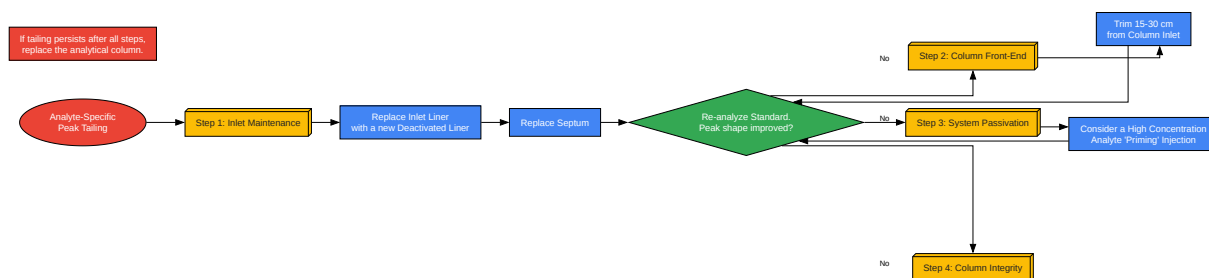 If tailing persists after all steps,
replace the analytical column.
Analyte-Specific
Peak Tailing
Step 1: Inlet Maintenance
Replace Inlet Liner
with a new Deactivated Liner
Replace Septum
Re-analyze Standard.
Peak shape improved?
No
Step 2: Column Front-End
Trim 15-30 cm
from Column Inlet
No
Step 3: System Passivation
Consider a High Concentration
Analyte 'Priming' Injection
No
Step 4: Column Integrity